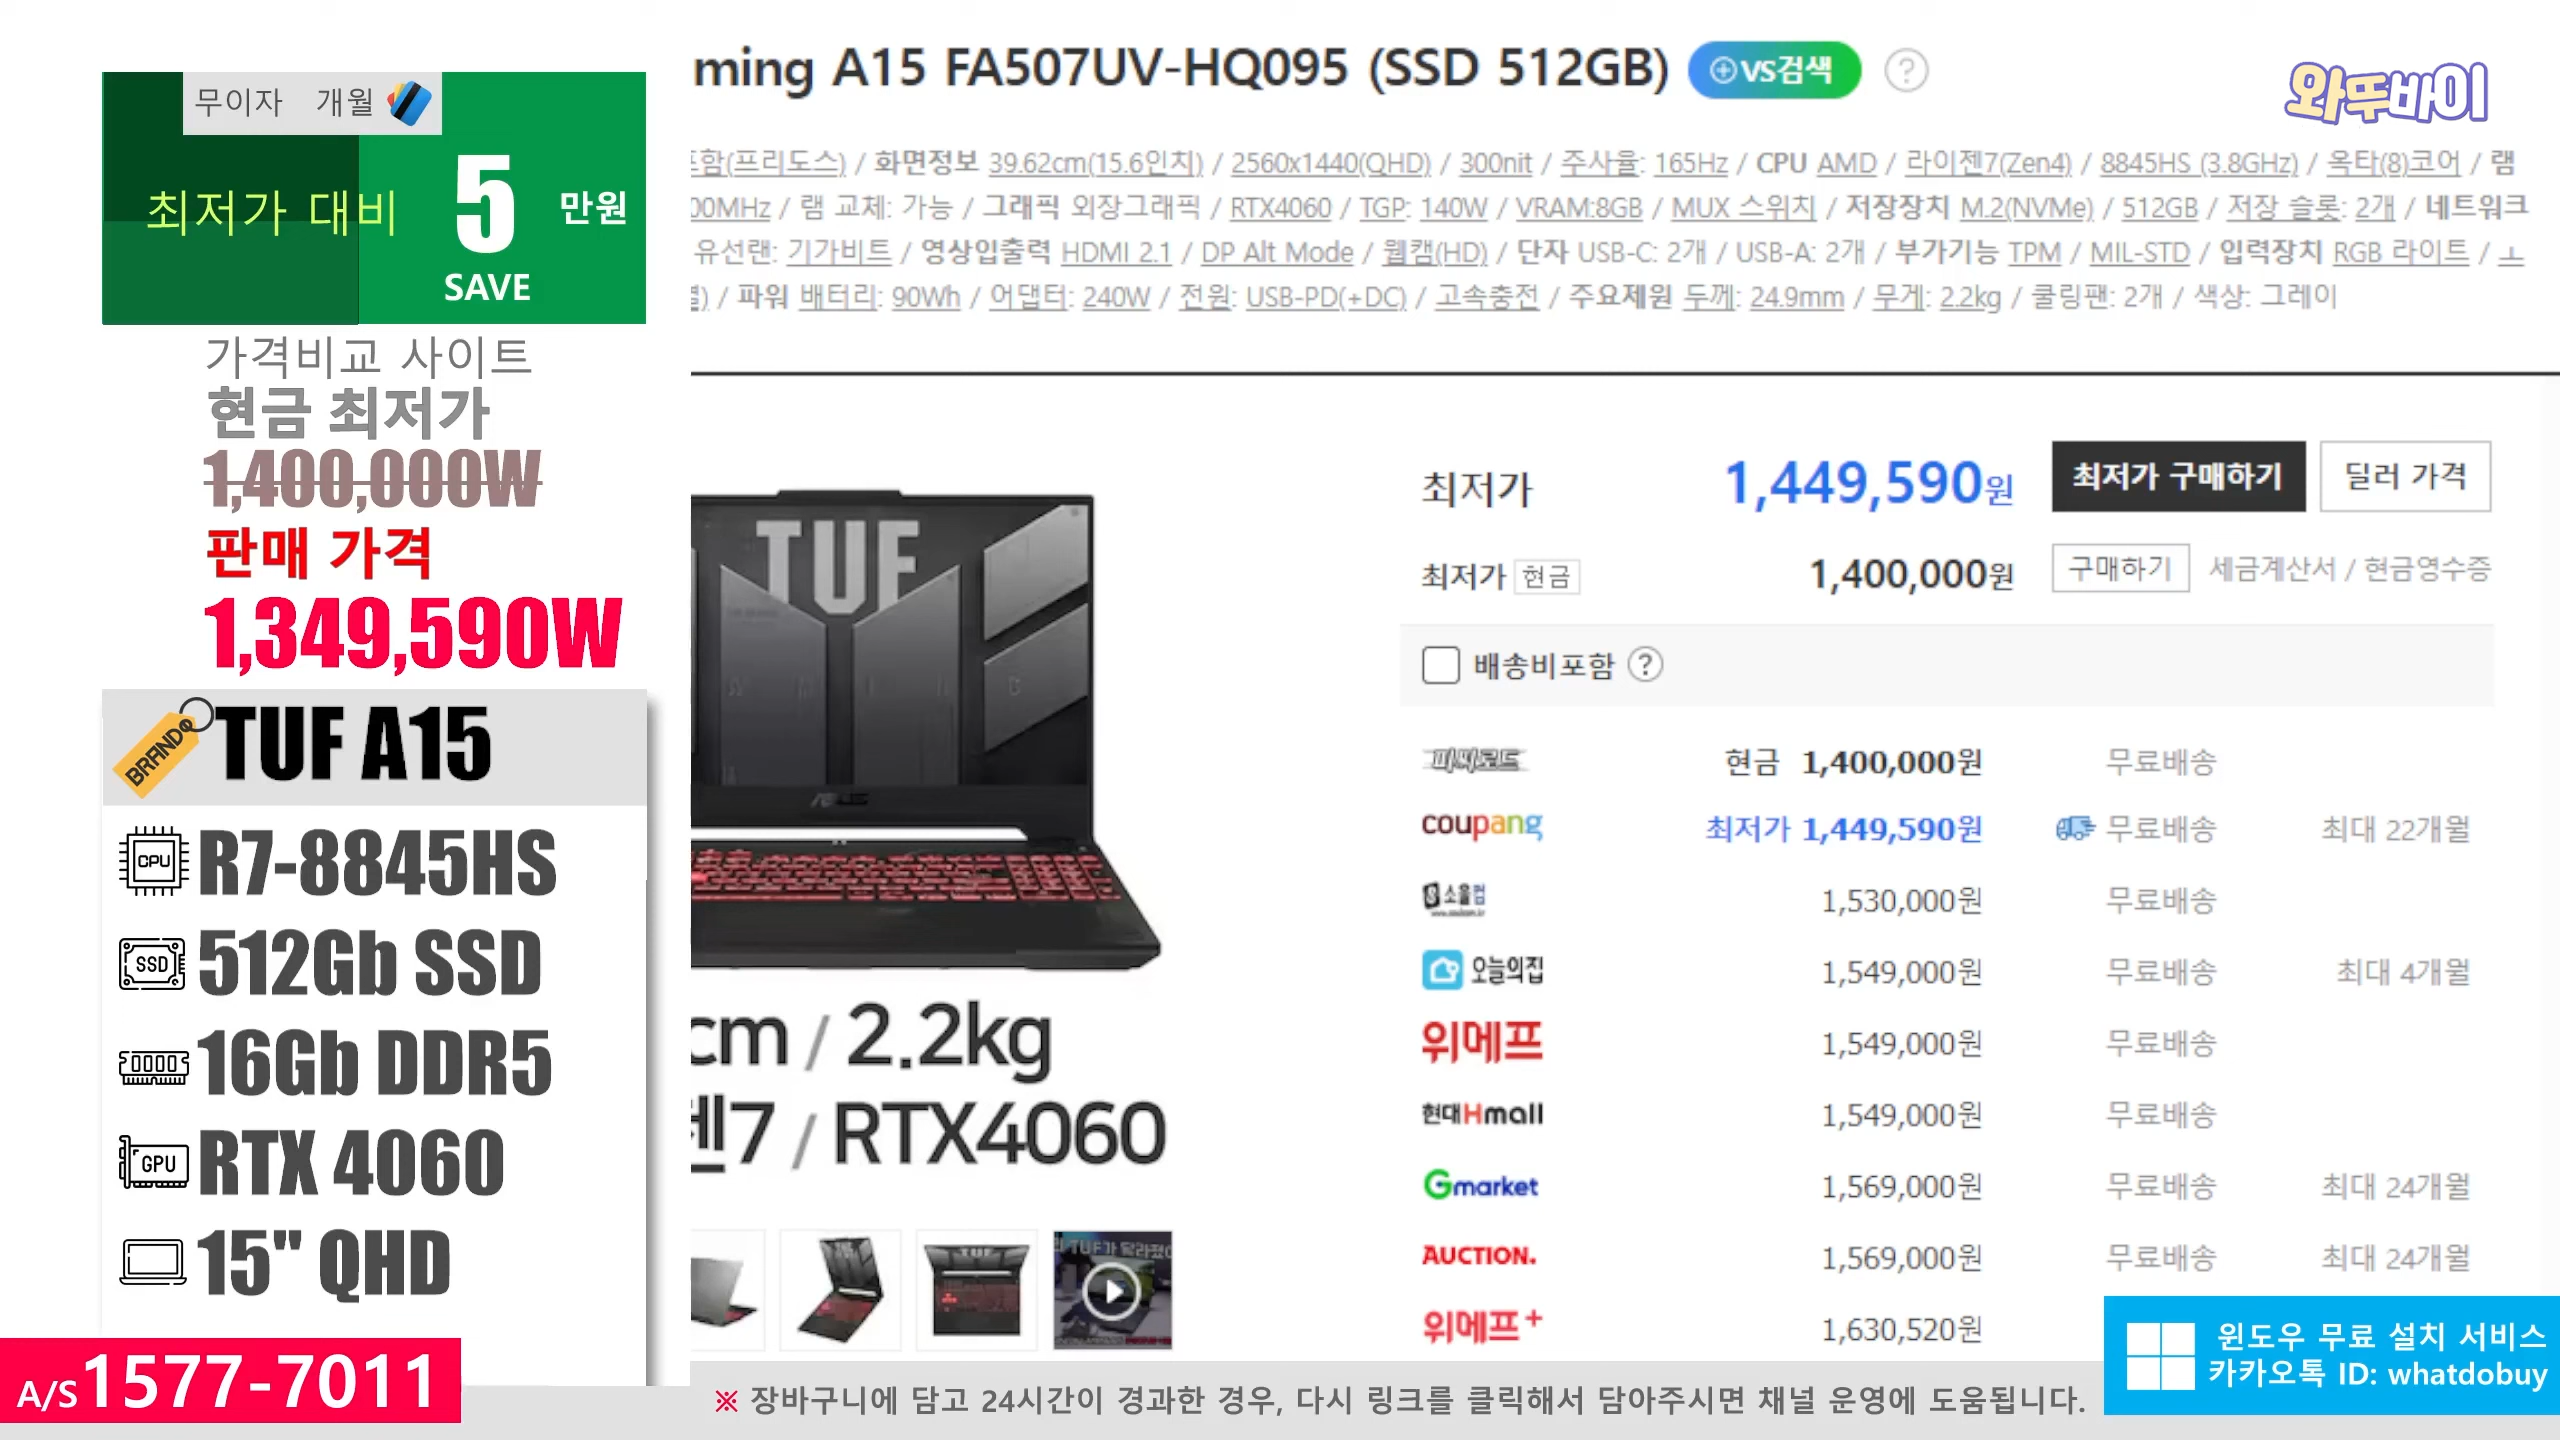 무이자 개월
최저가 대비 5 만원
SAVE
가격비교 사이트
현금 최저가
1,400,000W
판매 가격
1,349,590W
BRAND
TUF A15
CPU R7-8845HS
SSD 512Gb SSD
16Gb DDR5
GPU RTX 4060
15" QHD
A/S 1577-7011
ming A15 FA507UV-HQ095 (SSD 512GB) VS검색 ?
와뚜바이
함(프리도스) / 화면정보 39.62cm(15.6인치) / 2560x1440(QHD) / 300nit / 주사율: 165Hz / CPU AMD / 라이젠7(Zen4) / 8845HS (3.8GHz) / 옥타(8)코어 / 램
00MHz / 램 교체: 가능 / 그래픽 외장그래픽 / RTX4060 / TGP: 140W / VRAM:8GB / MUX 스위치 / 저장장치 M.2(NVMe) / 512GB / 저장 슬롯: 2개 / 네트워크
유선랜: 기가비트 / 영상입출력 HDMI 2.1 / DP Alt Mode / 웹캠(HD) / 단자 USB-C: 2개 / USB-A: 2개 / 부가기능 TPM / MIL-STD / 입력장치 RGB 라이트 /
) / 파워 배터리: 90Wh / 어댑터: 240W / 전원: USB-PD(+DC) / 고속충전 / 주요제원 두께: 24.9mm / 무게: 2.2kg / 쿨링팬: 2개 / 색상: 그레이
TUF
ASUS
cm / 2.2kg
젠7 / RTX4060
최저가 1,449,590원 최저가 구매하기 딜러 가격
최저가 현금 1,400,000원 구매하기 세금계산서 / 현금영수증
배송비포함 ?
피씨로드 현금 1,400,000원 무료배송
coupang 최저가 1,449,590원 무료배송 최대 22개월
소울컴 1,530,000원 무료배송
오늘의집 1,549,000원 무료배송 최대 4개월
위메프 1,549,000원 무료배송
현대Hmall 1,549,000원 무료배송
Gmarket 1,569,000원 무료배송 최대 24개월
AUCTION. 1,569,000원 무료배송 최대 24개월
위메프+ 1,630,520원
윈도우 무료 설치 서비스
카카오톡 ID: whatdobuy
※ 장바구니에 담고 24시간이 경과한 경우, 다시 링크를 클릭해서 담아주시면 채널 운영에 도움됩니다.